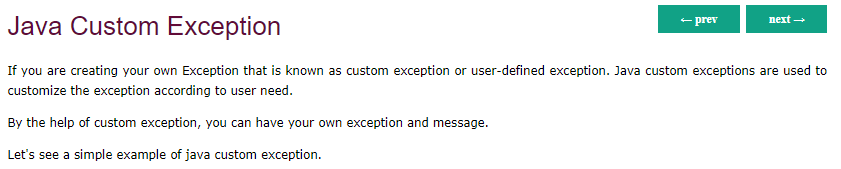 Java Custom Exception
← prev
next →
If you are creating your own Exception that is known as custom exception or user-defined exception. Java custom exceptions are used to
customize the exception according to user need.
By the help of custom exception, you can have your own exception and message.
Let's see a simple example of java custom exception.